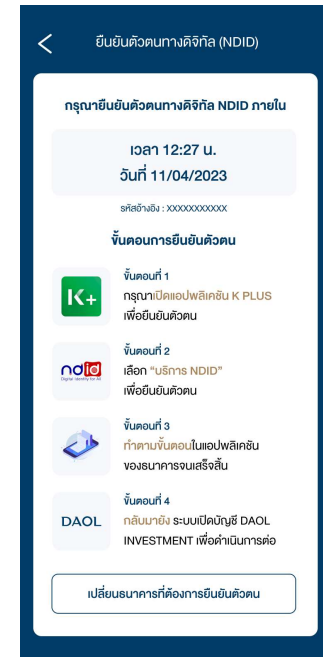 ยืนยันตัวตนทางดิจิทัล (NDID)
กรุณายืนยันตัวตนทางดิจิทัล NDID ภายใน
เวลา 12:27 น.
วันที่ 11/04/2023
รหัสอ้างอิง : XXXXXXXXXXX
ขั้นตอนการยืนยันตัวตน
K+
ขั้นตอนที่ 1
กรุณาเปิดแอปพลิเคชัน K PLUS
เพื่อยืนยันตัวตน
ndid
Digital Identity for All
ขั้นตอนที่ 2
เลือก “บริการ NDID”
เพื่อยืนยันตัวตน
ขั้นตอนที่ 3
ทำตามขั้นตอนในแอปพลิเคชัน
ของธนาคารจนเสร็จสิ้น
DAOL
ขั้นตอนที่ 4
กลับมายัง ระบบเปิดบัญชี DAOL
INVESTMENT เพื่อดำเนินการต่อ
เปลี่ยนธนาคารที่ต้องการยืนยันตัวตน